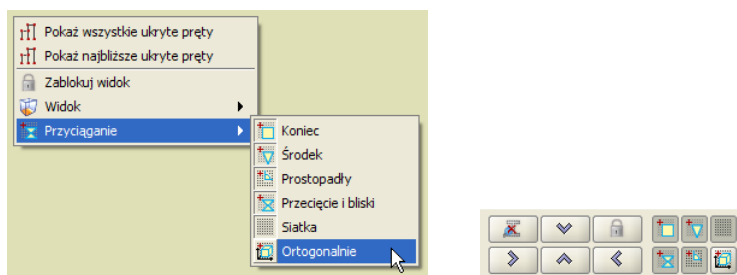 Pokaż wszystkie ukryte pręty
Pokaż najbliższe ukryte pręty
Zablokuj widok
Widok
Przyciąganie
Koniec
Środek
Prostopadły
Przecięcie i bliski
Siatka
Ortogonalnie